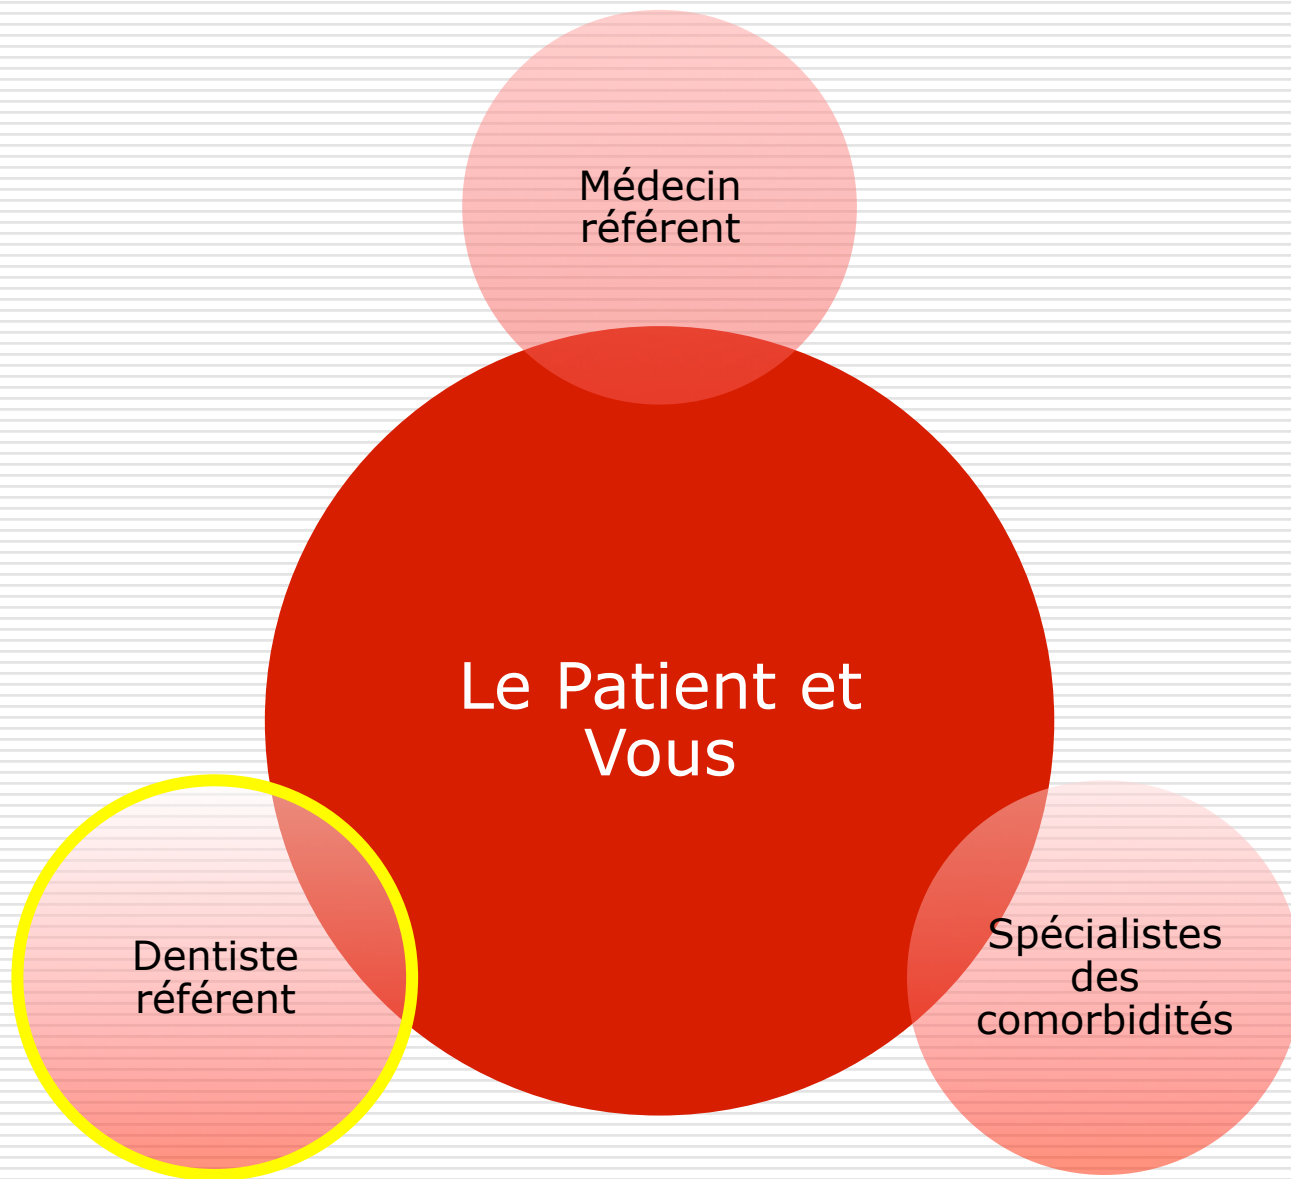 Médecin
référent
Le Patient et
Vous
Dentiste
référent
Spécialistes
des
comorbidités